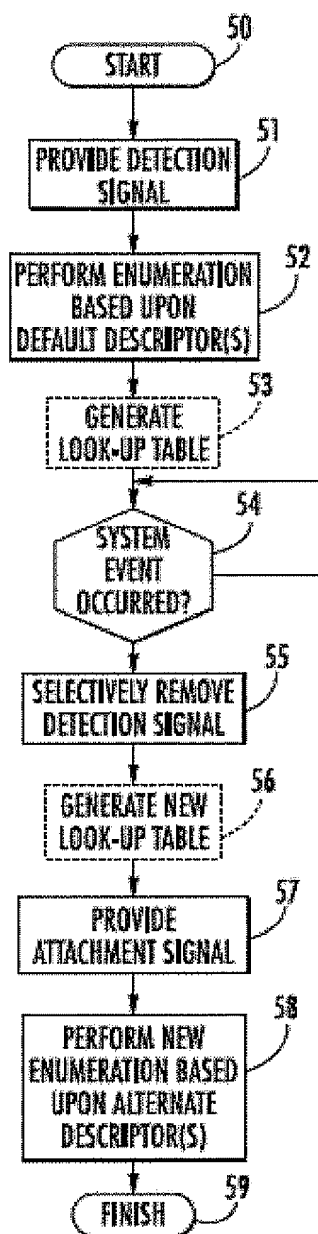 50
START
51
PROVIDE DETECTION
SIGNAL
52
PERFORM ENUMERATION
BASED UPON
DEFAULT DESCRIPTOR(S)
53
GENERATE
LOOK-UP TABLE
54
SYSTEM
EVENT
OCCURRED?
55
SELECTIVELY REMOVE
DETECTION SIGNAL
56
GENERATE NEW
LOOK-UP TABLE
57
PROVIDE
ATTACHMENT SIGNAL
58
PERFORM NEW
ENUMERATION BASED
UPON ALTERNATE
DESCRIPTOR(S)
59
FINISH